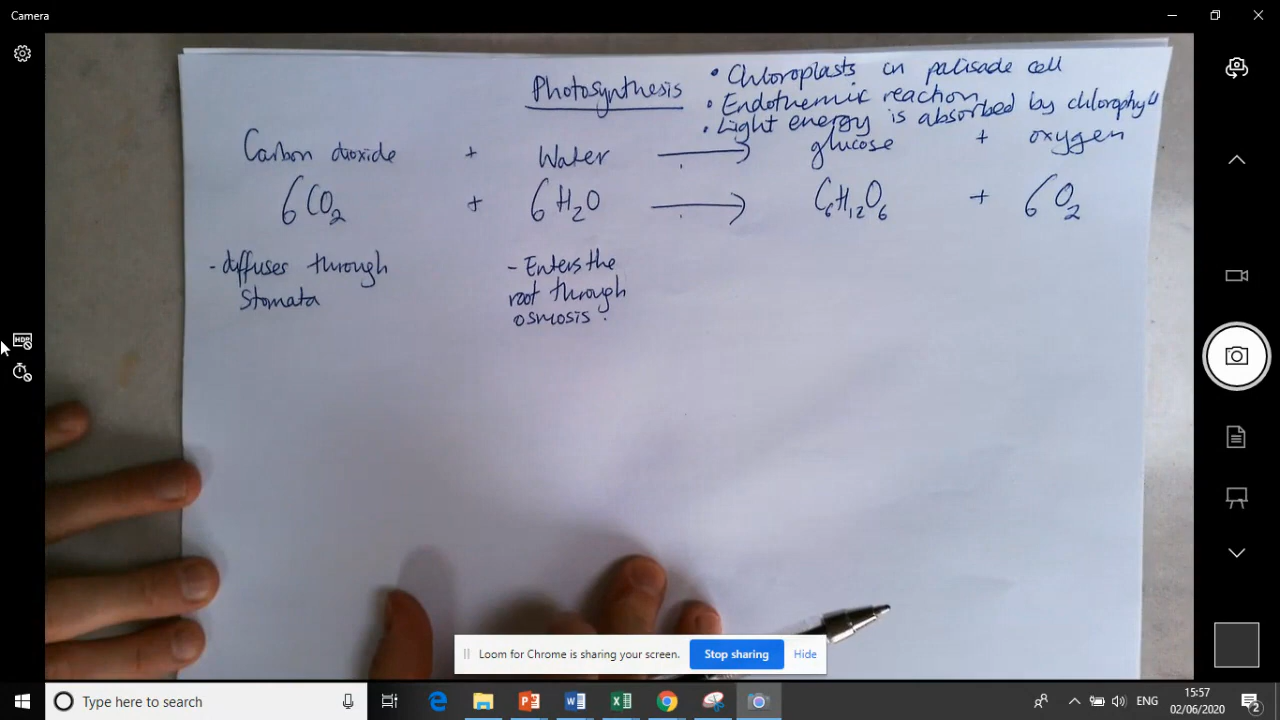 Camera
Photosynthesis
• Chloroplasts in palisade cell
• Endothermic reaction
• Light energy is absorbed by chlorophyll
Carbon dioxide + Water → glucose + oxygen
6CO₂ + 6H₂O → C₆H₁₂O₆ + 6O₂
- diffuses through
Stomata
- Enters the
root through
osmosis.
Loom for Chrome is sharing your screen. Stop sharing Hide
Type here to search
ENG
15:57
02/06/2020
2
HDR